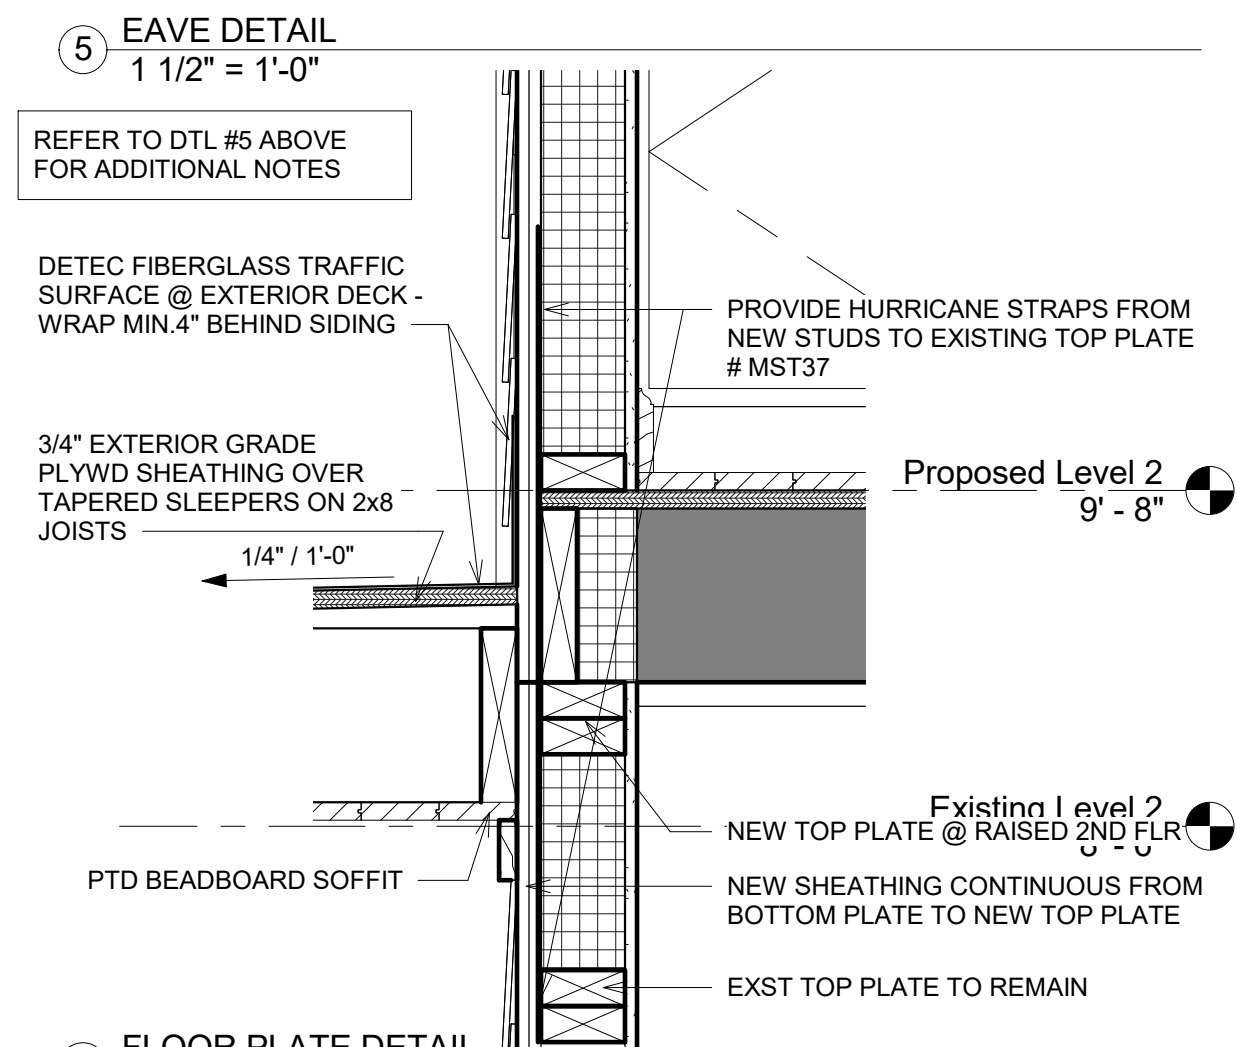 5
EAVE DETAIL
1 1/2" = 1'-0"
REFER TO DTL #5 ABOVE
FOR ADDITIONAL NOTES
DETEC FIBERGLASS TRAFFIC
SURFACE @ EXTERIOR DECK -
WRAP MIN.4" BEHIND SIDING
PROVIDE HURRICANE STRAPS FROM
NEW STUDS TO EXISTING TOP PLATE
# MST37
3/4" EXTERIOR GRADE
PLYWD SHEATHING OVER
TAPERED SLEEPERS ON 2x8
JOISTS
Proposed Level 2
9' - 8"
1/4" / 1'-0"
Existing Level 2
NEW TOP PLATE @ RAISED 2ND FLR
PTD BEADBOARD SOFFIT
NEW SHEATHING CONTINUOUS FROM
BOTTOM PLATE TO NEW TOP PLATE
EXST TOP PLATE TO REMAIN
FLOOR PLATE DETAIL